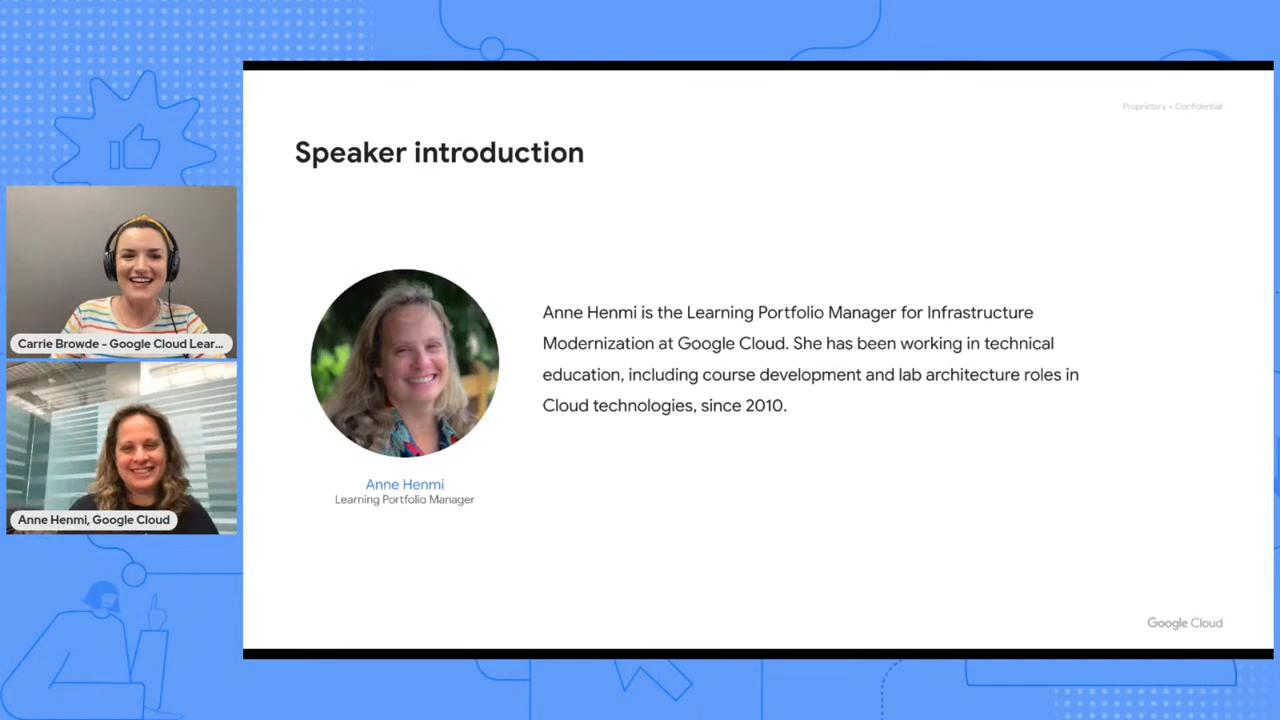 Proprietary + Confidential
Speaker introduction
Carrie Browde - Google Cloud Lear...
Anne Henmi, Google Cloud
Anne Henmi is the Learning Portfolio Manager for Infrastructure
Modernization at Google Cloud. She has been working in technical
education, including course development and lab architecture roles in
Cloud technologies, since 2010.
Anne Henmi
Learning Portfolio Manager
Google Cloud